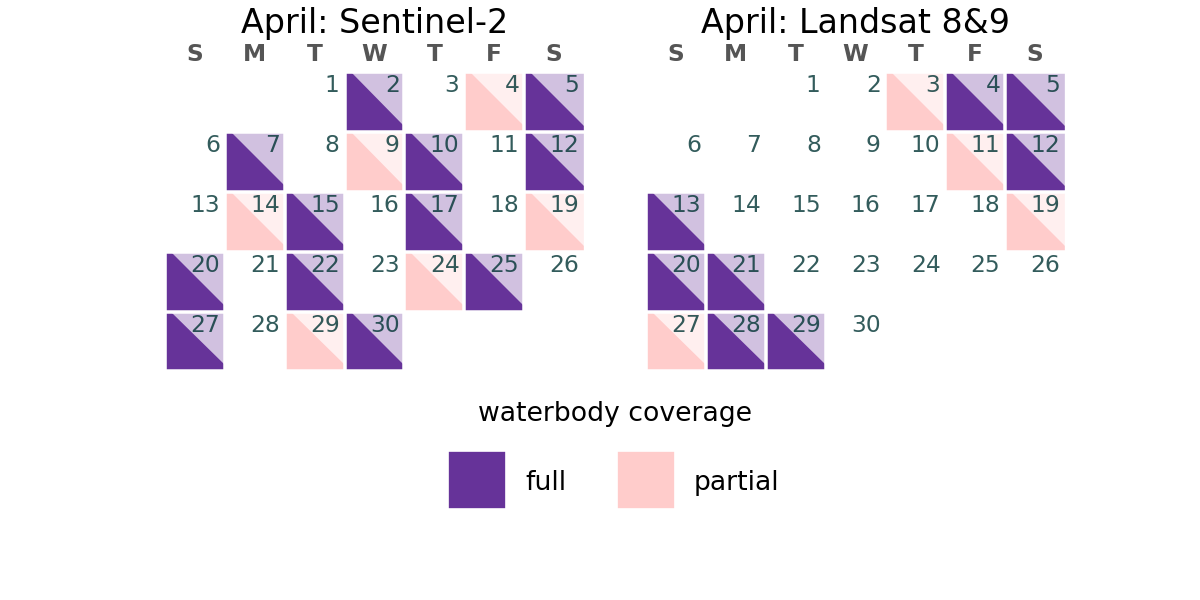 April: Sentinel-2
S M T W T F S
1 2 3 4 5
6 7 8 9 10 11 12
13 14 15 16 17 18 19
20 21 22 23 24 25 26
27 28 29 30
April: Landsat 8&9
S M T W T F S
1 2 3 4 5
6 7 8 9 10 11 12
13 14 15 16 17 18 19
20 21 22 23 24 25 26
27 28 29 30
waterbody coverage
full partial